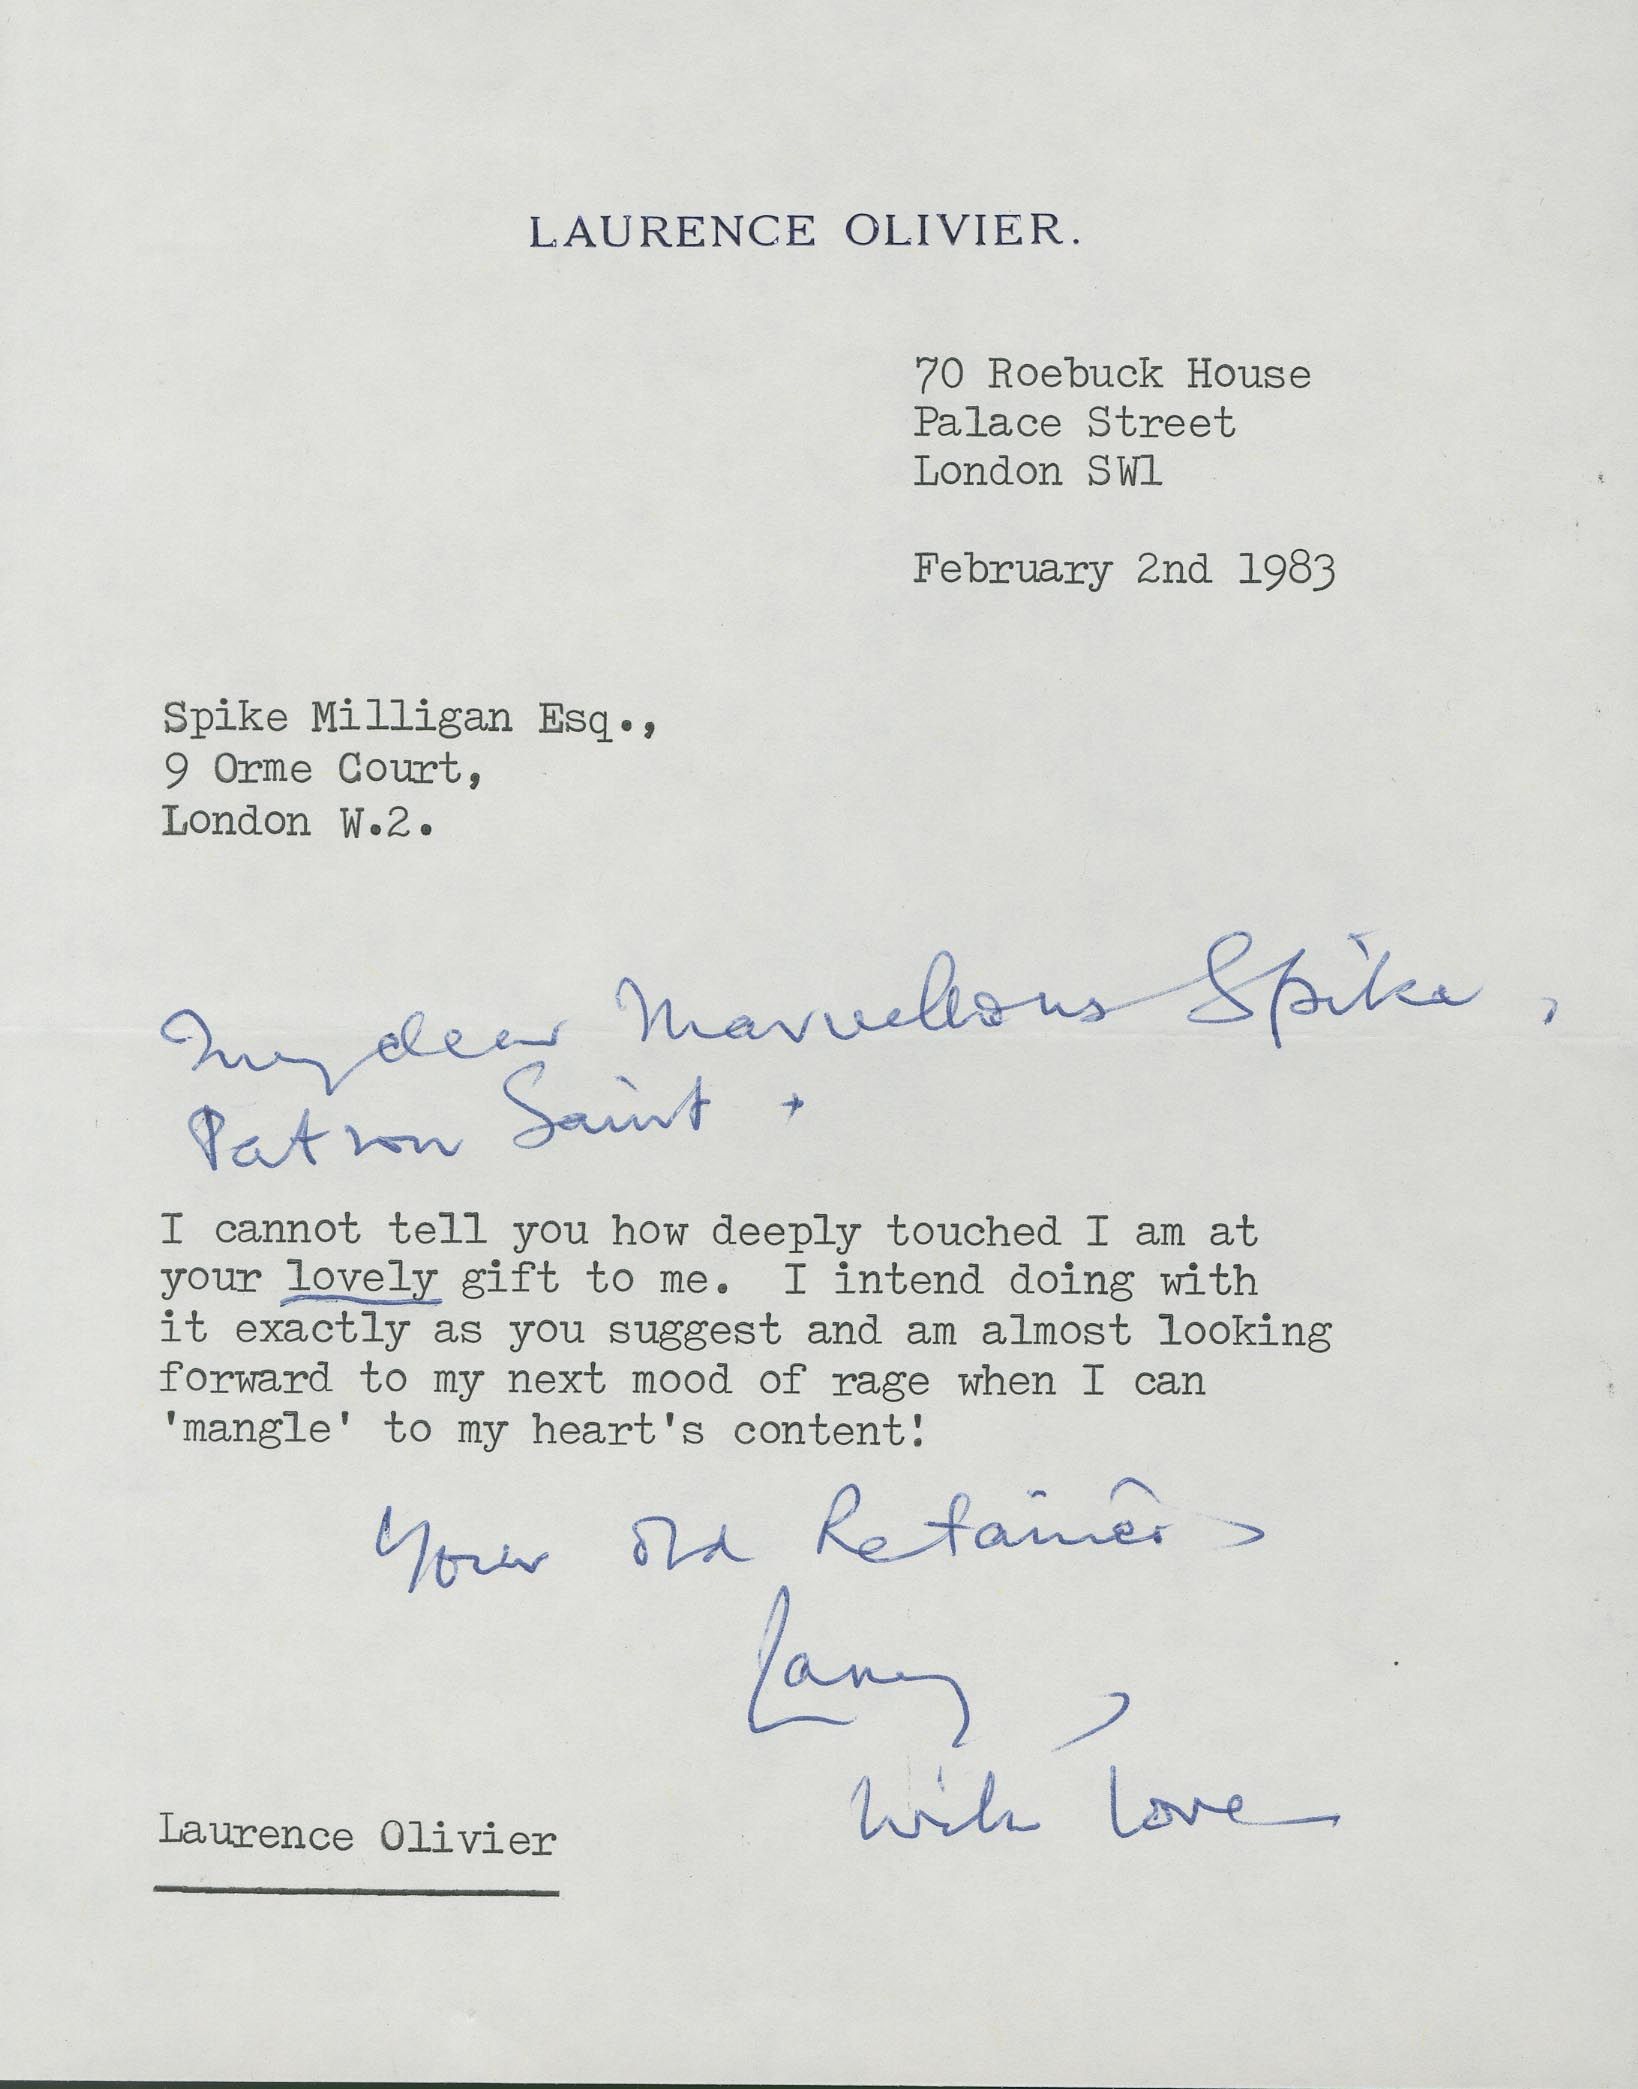 LAURENCE OLIVIER.
70 Roebuck House
Palace Street
London SW1
February 2nd 1983
Spike Milligan Esq.,
9 Orme Court,
London W.2.
My dear Marvellous Spike,
Patron Saint +
I cannot tell you how deeply touched I am at
your lovely gift to me. I intend doing with
it exactly as you suggest and am almost looking
forward to my next mood of rage when I can
'mangle' to my heart's content!
Your old Retainer
Larry,
With love
Laurence Olivier